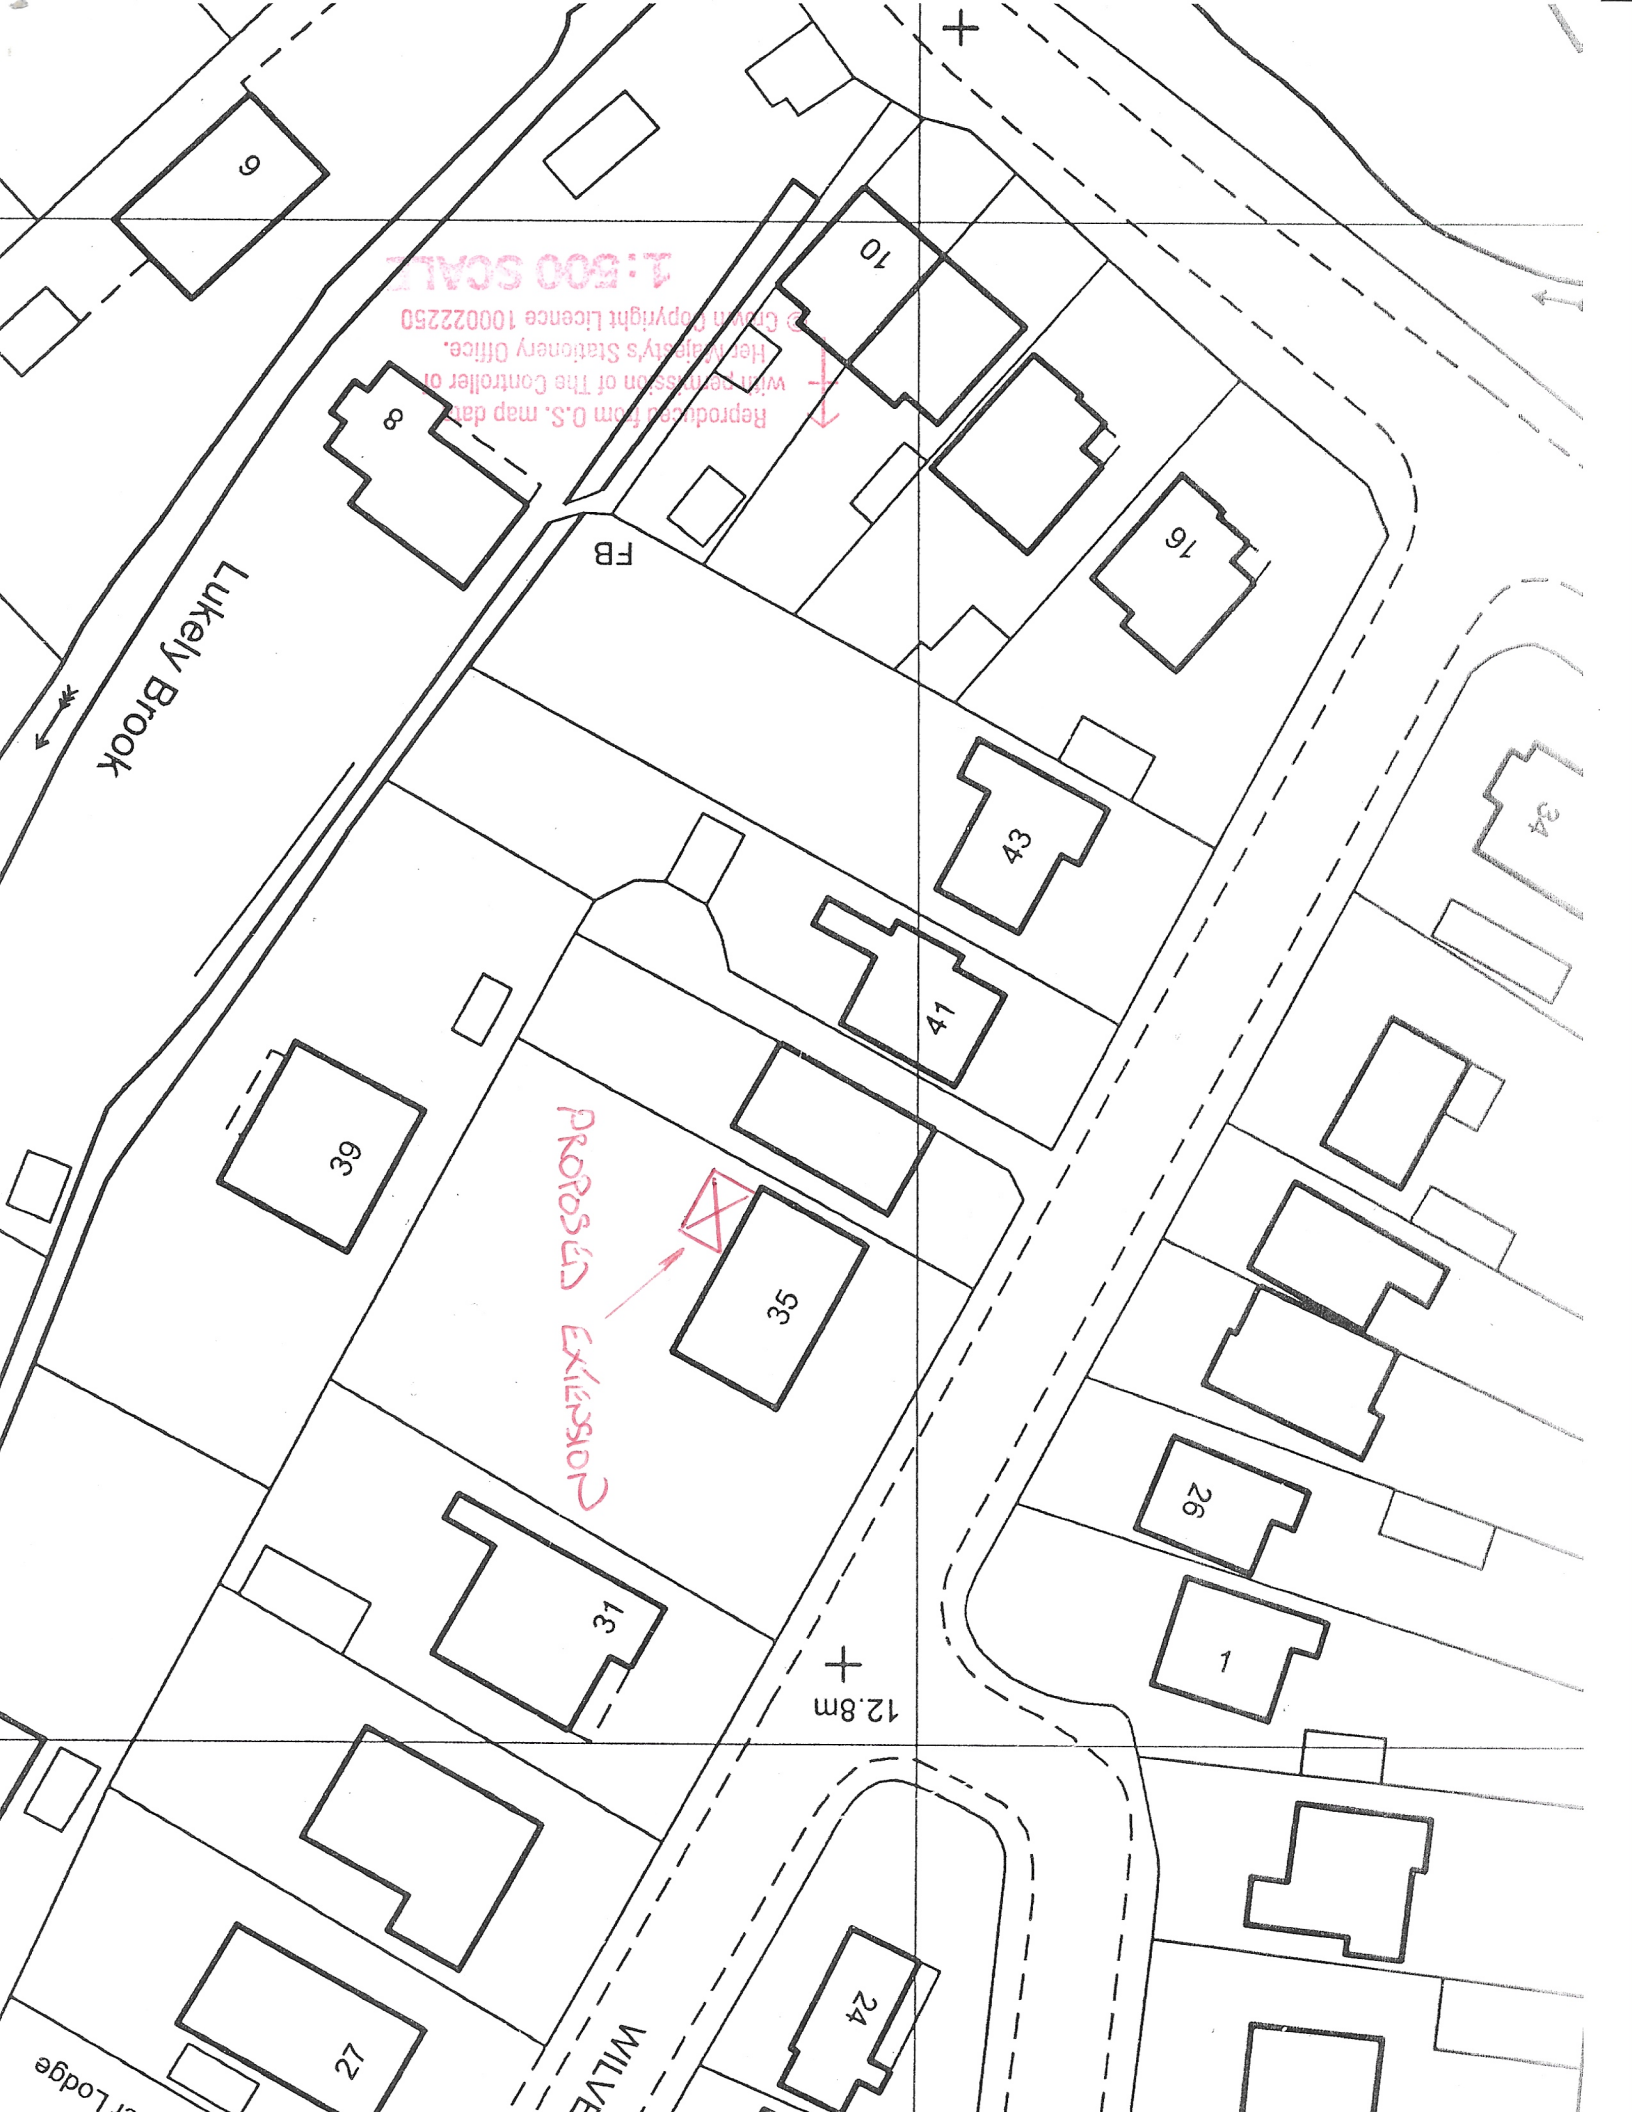 9
10
1:500 SCALE
© Crown Copyright Licence 100022250
Her Majesty's Stationery Office.
with permission of The Controller of
Reproduced from O.S. map data
8
FB
16
Lukely Brook
34
43
41
39
PROPOSED EXTENSION
35
26
31
1
12.8m
24
27
WILVE
er Lodge